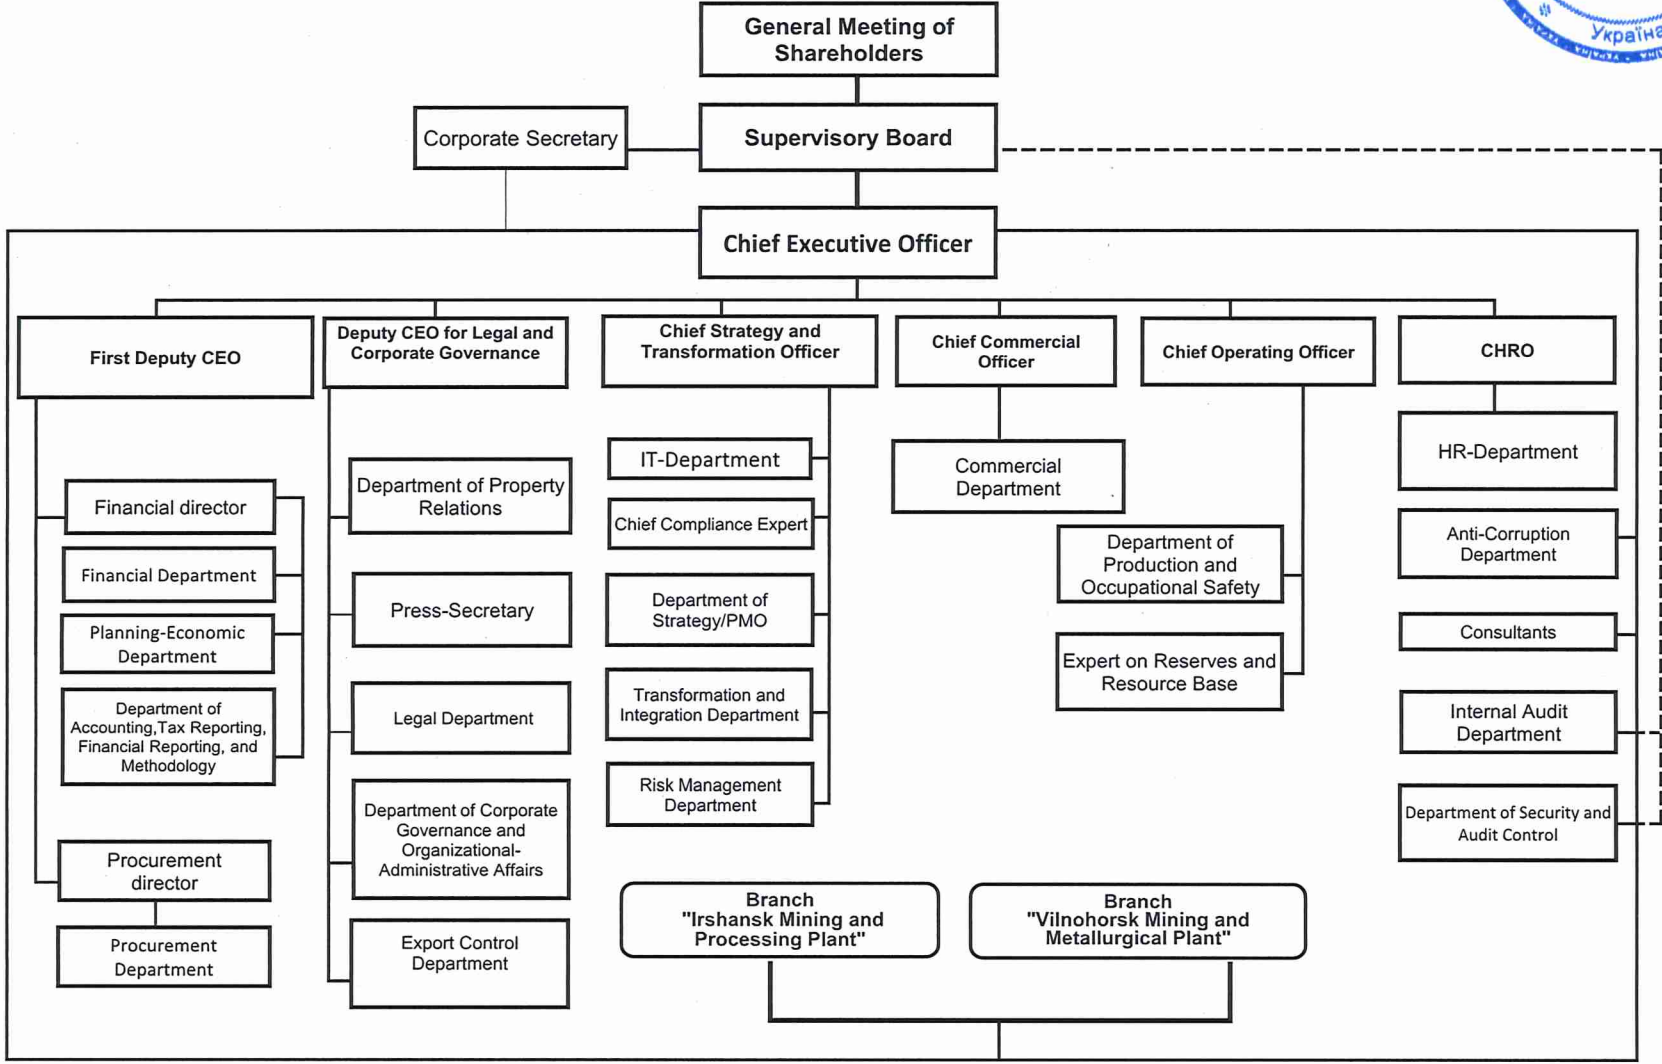 General Meeting of
Shareholders
Україна
Corporate Secretary
Supervisory Board
Chief Executive Officer
First Deputy CEO
Deputy CEO for Legal and
Corporate Governance
Chief Strategy and
Transformation Officer
Chief Commercial
Officer
Chief Operating Officer
CHRO
Financial director
Financial Department
Planning-Economic
Department
Department of
Accounting,Tax Reporting,
Financial Reporting, and
Methodology
Procurement
director
Procurement
Department
Department of Property
Relations
Press-Secretary
Legal Department
Department of Corporate
Governance and
Organizational-
Administrative Affairs
Export Control
Department
IT-Department
Chief Compliance Expert
Department of
Strategy/PMO
Transformation and
Integration Department
Risk Management
Department
Commercial
Department
Department of
Production and
Occupational Safety
Expert on Reserves and
Resource Base
HR-Department
Anti-Corruption
Department
Consultants
Internal Audit
Department
Department of Security and
Audit Control
Branch
"Irshansk Mining and
Processing Plant"
Branch
"Vilnohorsk Mining and
Metallurgical Plant"